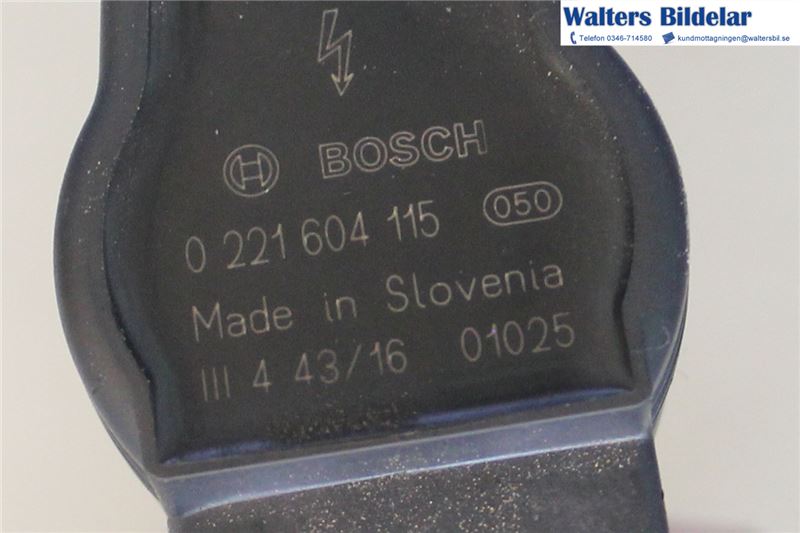 Walters Bildelar
Telefon 0346-714580 kundmottagningen@waltersbil.se
BOSCH
0 221 604 115 050
Made in Slovenia
III 4 43/16 01025